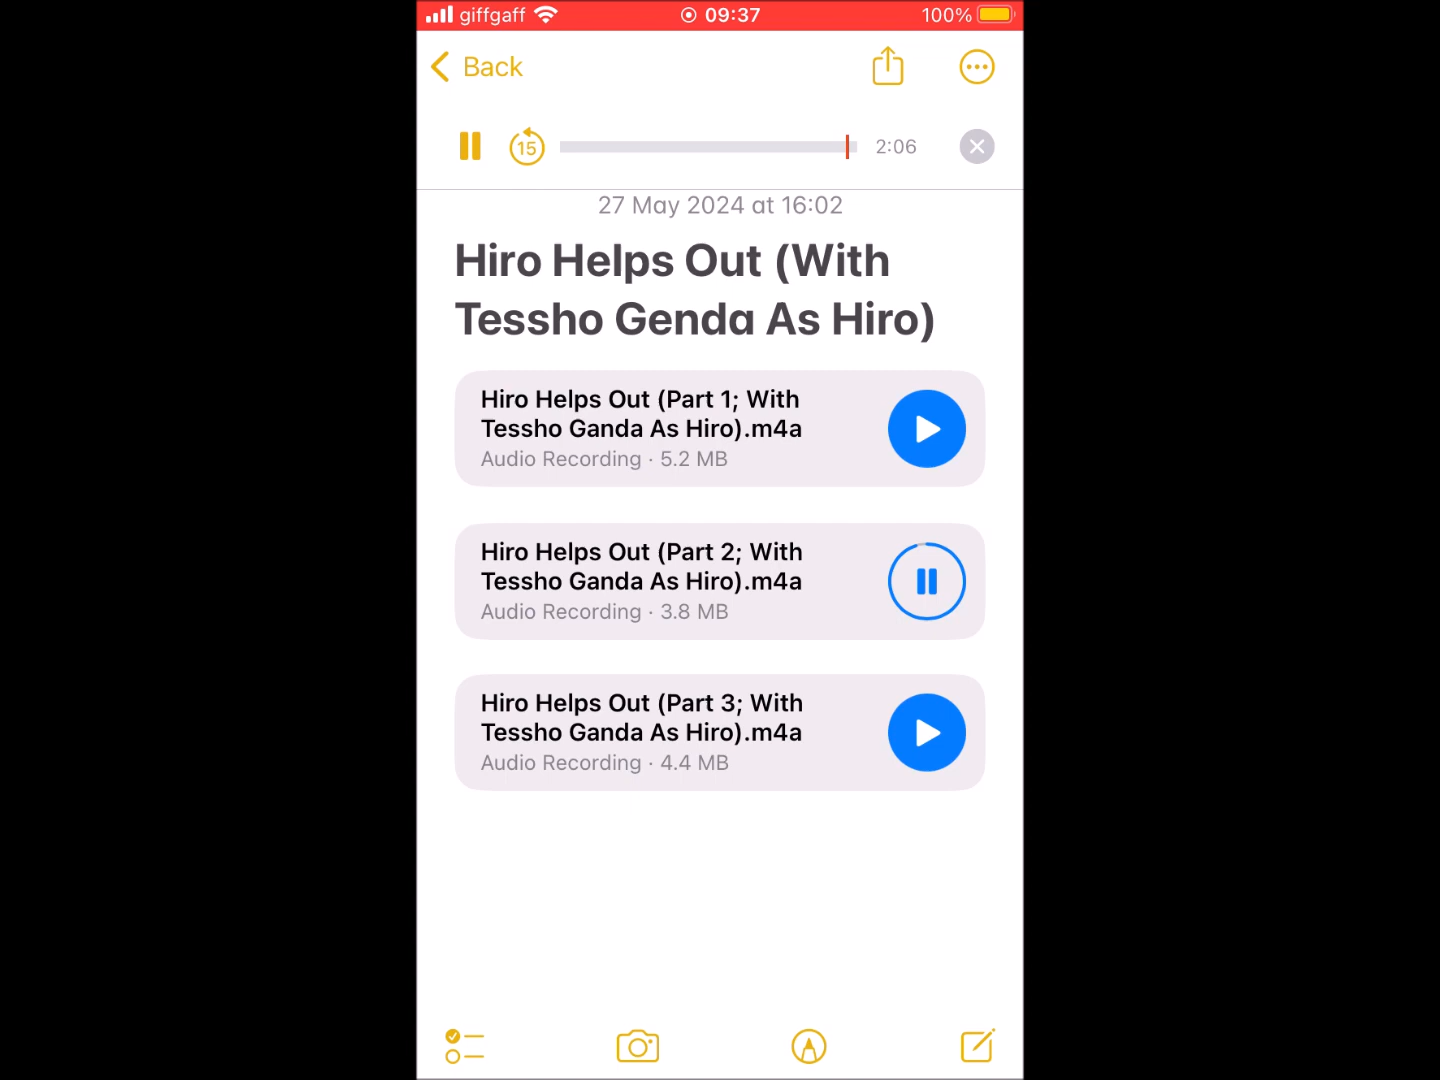 giffgaff 09:37 100%
Back
15 2:06
27 May 2024 at 16:02
Hiro Helps Out (With
Tessho Genda As Hiro)
Hiro Helps Out (Part 1; With
Tessho Ganda As Hiro).m4a
Audio Recording · 5.2 MB
Hiro Helps Out (Part 2; With
Tessho Ganda As Hiro).m4a
Audio Recording · 3.8 MB
Hiro Helps Out (Part 3; With
Tessho Ganda As Hiro).m4a
Audio Recording · 4.4 MB